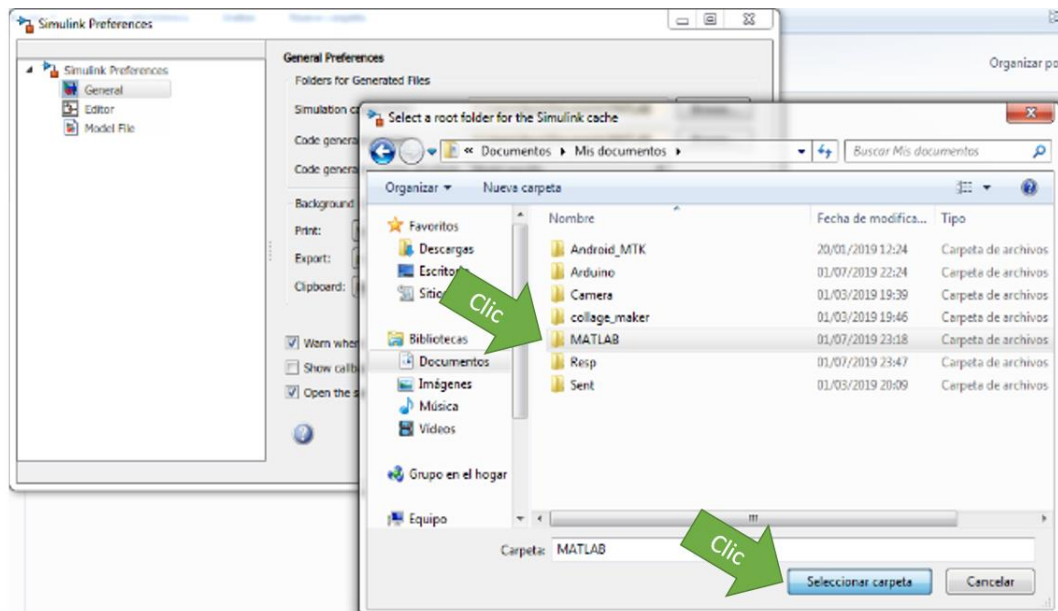 Simulink Preferences
Simulink Preferences
General
Editor
Model File
General Preferences
Folders for Generated Files
Simulation ca
Code genera
Code genera
Background
Print:
Export:
Clipboard:
Warn when
Show callb
Open the s
Organizar po
Select a root folder for the Simulink cache
« Documentos ▸ Mis documentos ▸
Buscar Mis documentos
Organizar
Nueva carpeta
Favoritos
Descargas
Escritorio
Sitio
Bibliotecas
Documentos
Imágenes
Música
Vídeos
Grupo en el hogar
Equipo
Nombre Fecha de modifica... Tipo
Android_MTK 20/01/2019 12:24 Carpeta de archivos
Arduino 01/07/2019 22:24 Carpeta de archivos
Camera 01/03/2019 19:39 Carpeta de archivos
collage_maker 01/03/2019 19:46 Carpeta de archivos
MATLAB 01/07/2019 23:18 Carpeta de archivos
Resp 01/07/2019 23:47 Carpeta de archivos
Sent 01/03/2019 20:09 Carpeta de archivos
Clic
Carpeta: MATLAB
Clic
Seleccionar carpeta
Cancelar